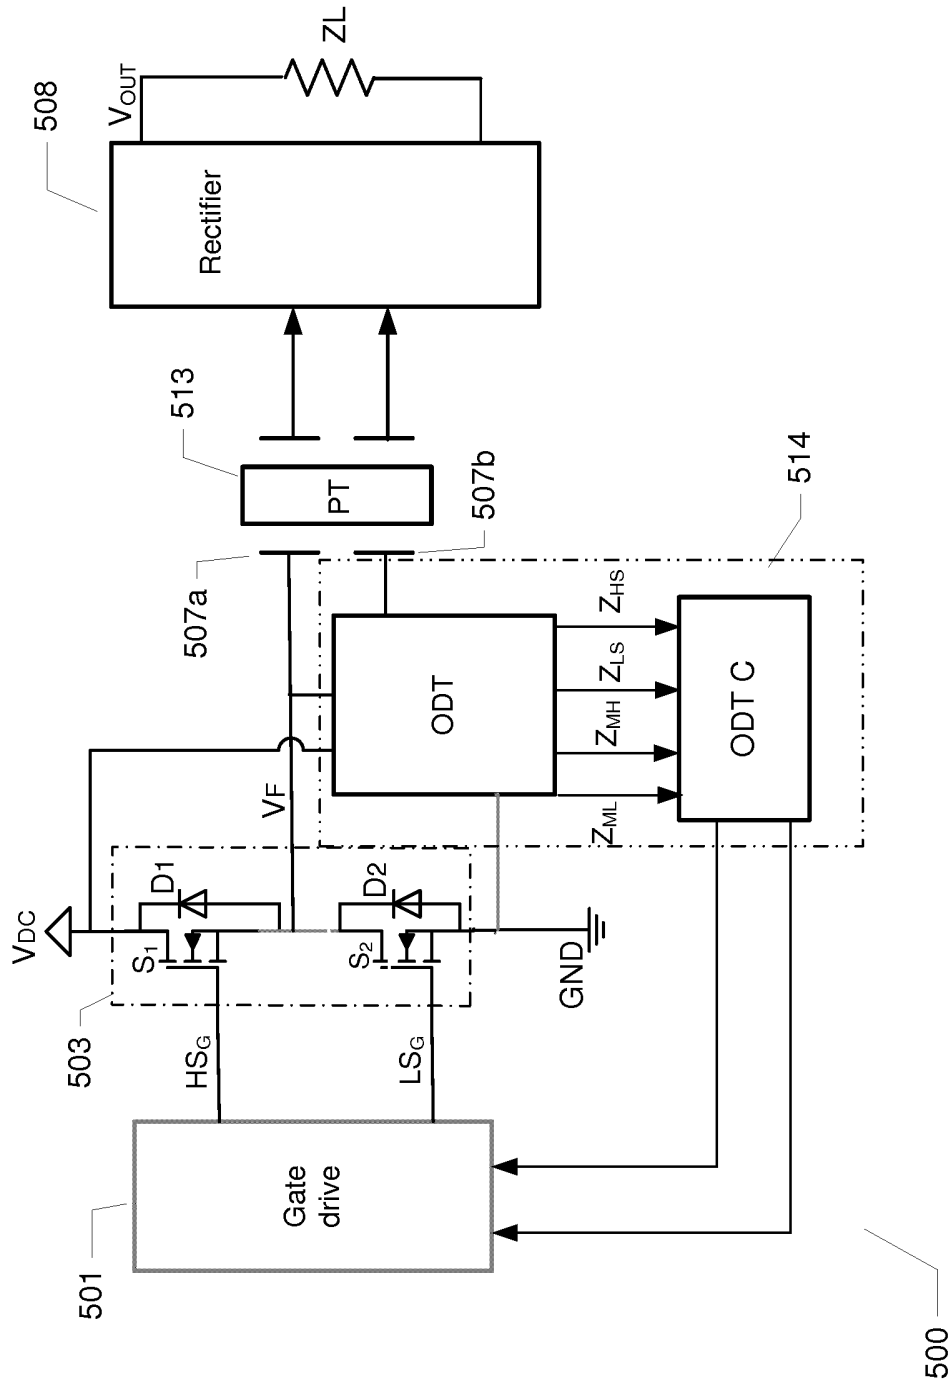 500
501
Gate
drive
503
HSG
LSG
VDC
S1
D1
S2
D2
GND
VF
ODT
ZML
ZMH
ZLS
ZHS
ODT C
514
507a
507b
513
PT
508
Rectifier
VOUT
ZL